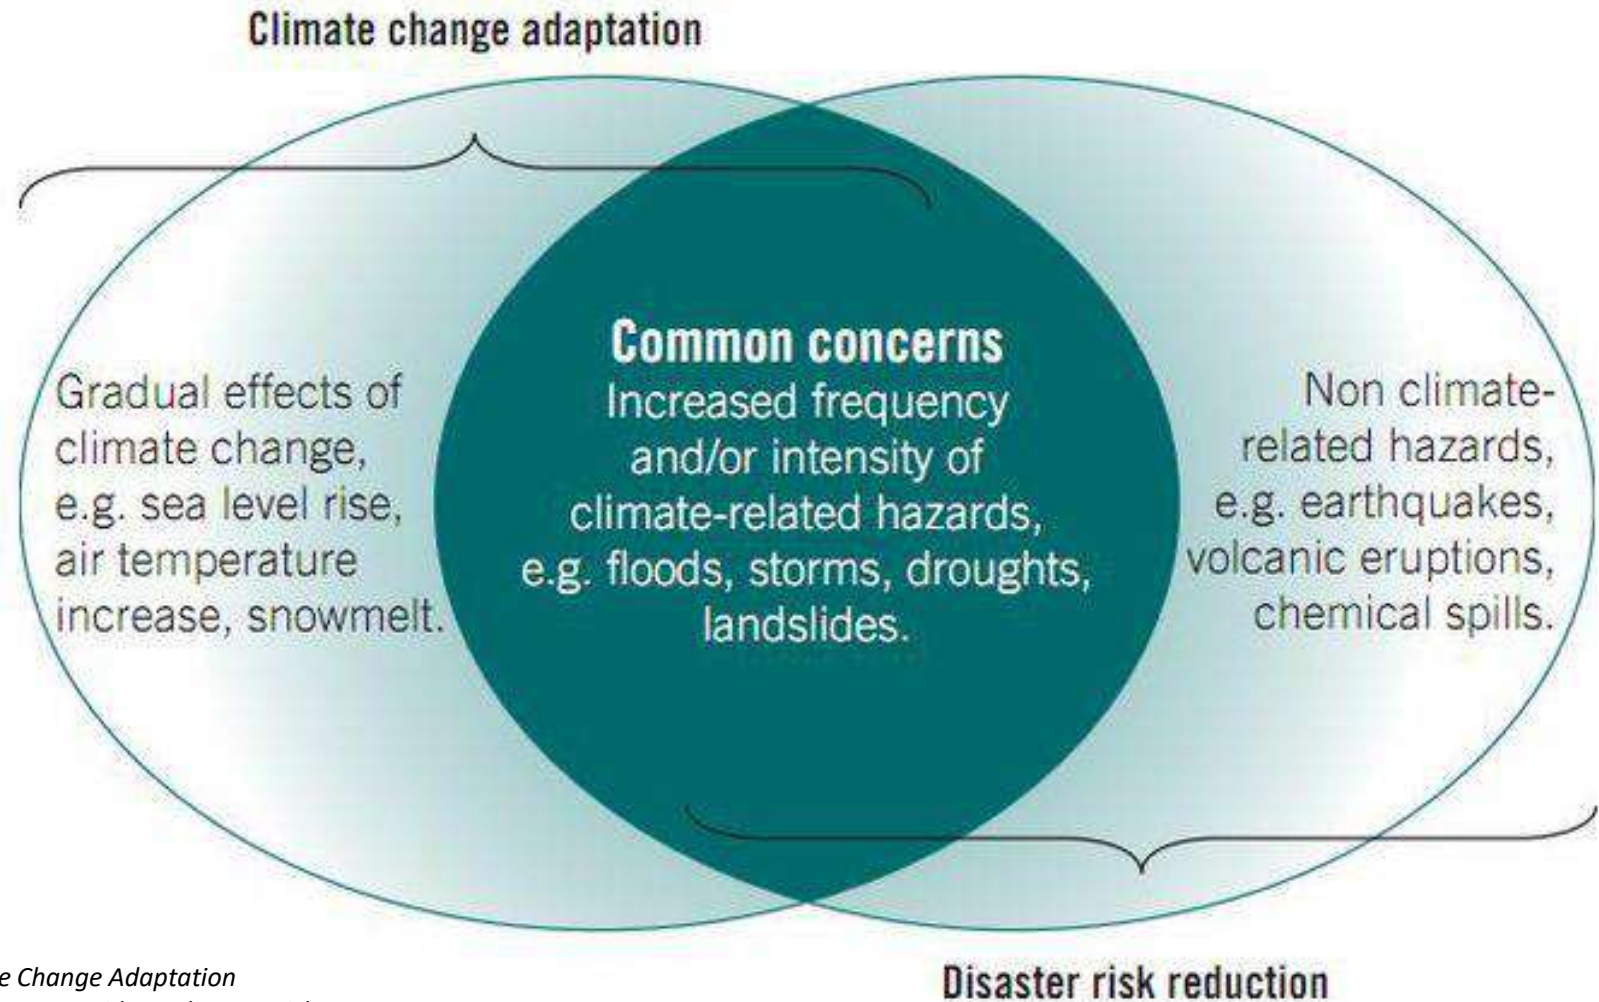 Climate change adaptation
Gradual effects of
climate change,
e.g. sea level rise,
air temperature
increase, snowmelt.
Common concerns
Increased frequency
and/or intensity of
climate-related hazards,
e.g. floods, storms, droughts,
landslides.
Non climate-
related hazards,
e.g. earthquakes,
volcanic eruptions,
chemical spills.
Disaster risk reduction
e Change Adaptation